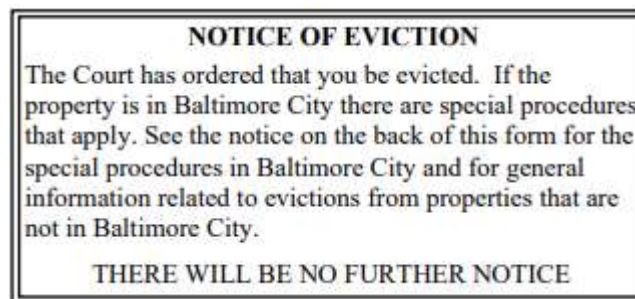 NOTICE OF EVICTION
The Court has ordered that you be evicted. If the
property is in Baltimore City there are special procedures
that apply. See the notice on the back of this form for the
special procedures in Baltimore City and for general
information related to evictions from properties that are
not in Baltimore City.
THERE WILL BE NO FURTHER NOTICE